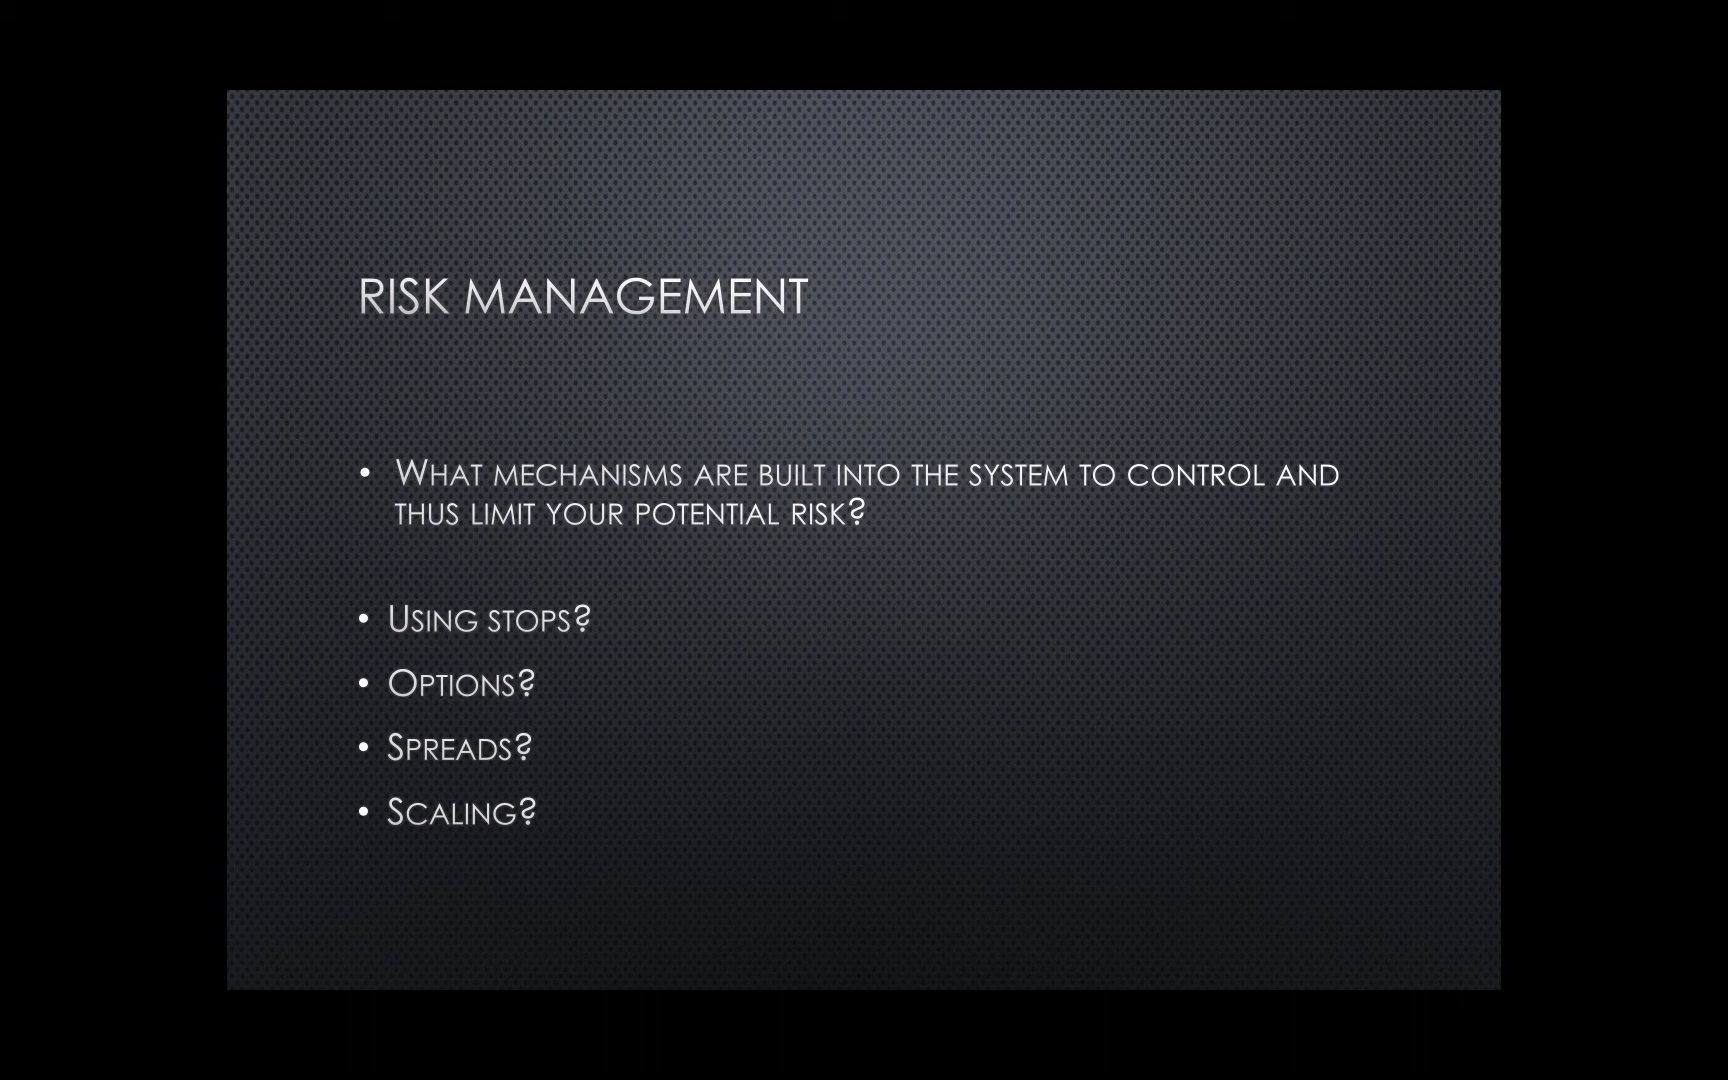 RISK MANAGEMENT
• WHAT MECHANISMS ARE BUILT INTO THE SYSTEM TO CONTROL AND
THUS LIMIT YOUR POTENTIAL RISK?
• USING STOPS?
• OPTIONS?
• SPREADS?
• SCALING?